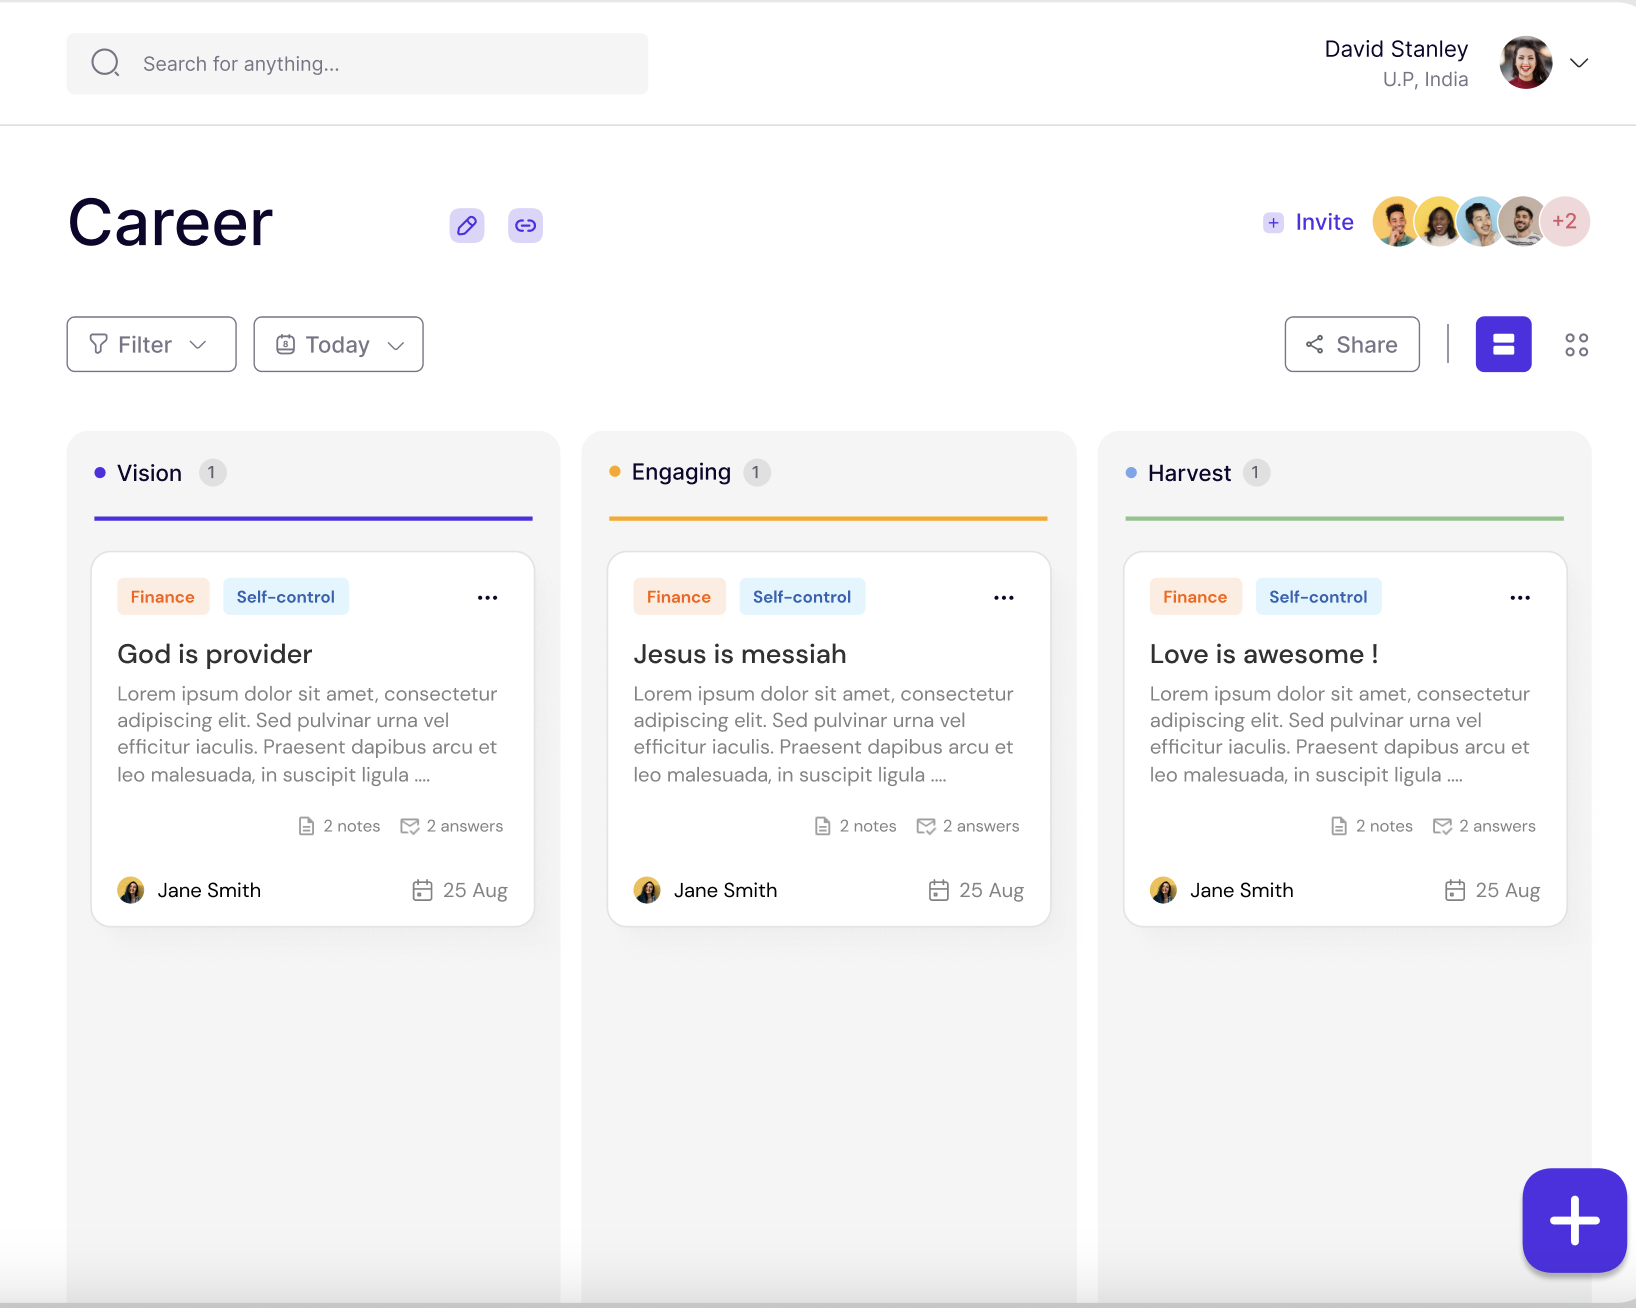 Search for anything...
David Stanley
U.P, India
Career
+ Invite
+2
Filter
8 Today
Share
Vision 1
Engaging 1
Harvest 1
Finance Self-control ...
God is provider
Lorem ipsum dolor sit amet, consectetur
adipiscing elit. Sed pulvinar urna vel
efficitur iaculis. Praesent dapibus arcu et
leo malesuada, in suscipit ligula ....
2 notes 2 answers
Jane Smith 25 Aug
Finance Self-control ...
Jesus is messiah
Lorem ipsum dolor sit amet, consectetur
adipiscing elit. Sed pulvinar urna vel
efficitur iaculis. Praesent dapibus arcu et
leo malesuada, in suscipit ligula ....
2 notes 2 answers
Jane Smith 25 Aug
Finance Self-control ...
Love is awesome !
Lorem ipsum dolor sit amet, consectetur
adipiscing elit. Sed pulvinar urna vel
efficitur iaculis. Praesent dapibus arcu et
leo malesuada, in suscipit ligula ....
2 notes 2 answers
Jane Smith 25 Aug